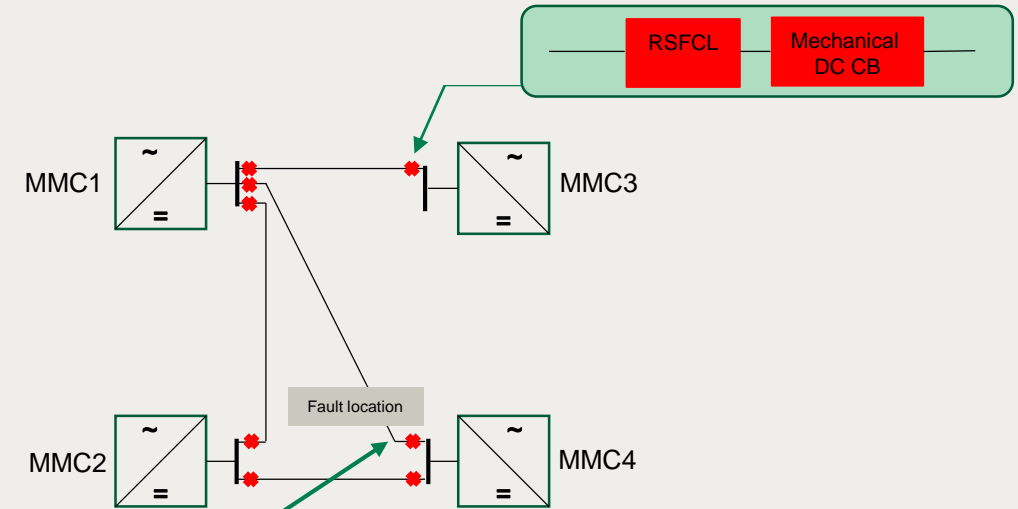 RSFCL
Mechanical
DC CB
MMC1
~
=
~
=
MMC3
Fault location
MMC2
~
=
~
=
MMC4